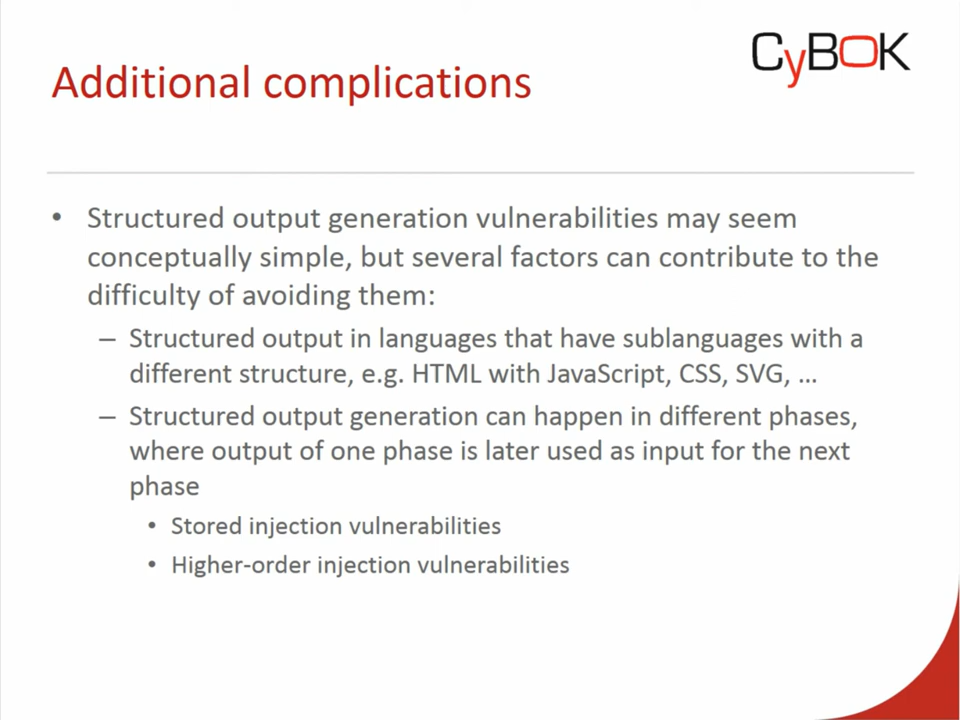 CyBOK
Additional complications
• Structured output generation vulnerabilities may seem
conceptually simple, but several factors can contribute to the
difficulty of avoiding them:
– Structured output in languages that have sublanguages with a
different structure, e.g. HTML with JavaScript, CSS, SVG, …
– Structured output generation can happen in different phases,
where output of one phase is later used as input for the next
phase
• Stored injection vulnerabilities
• Higher-order injection vulnerabilities